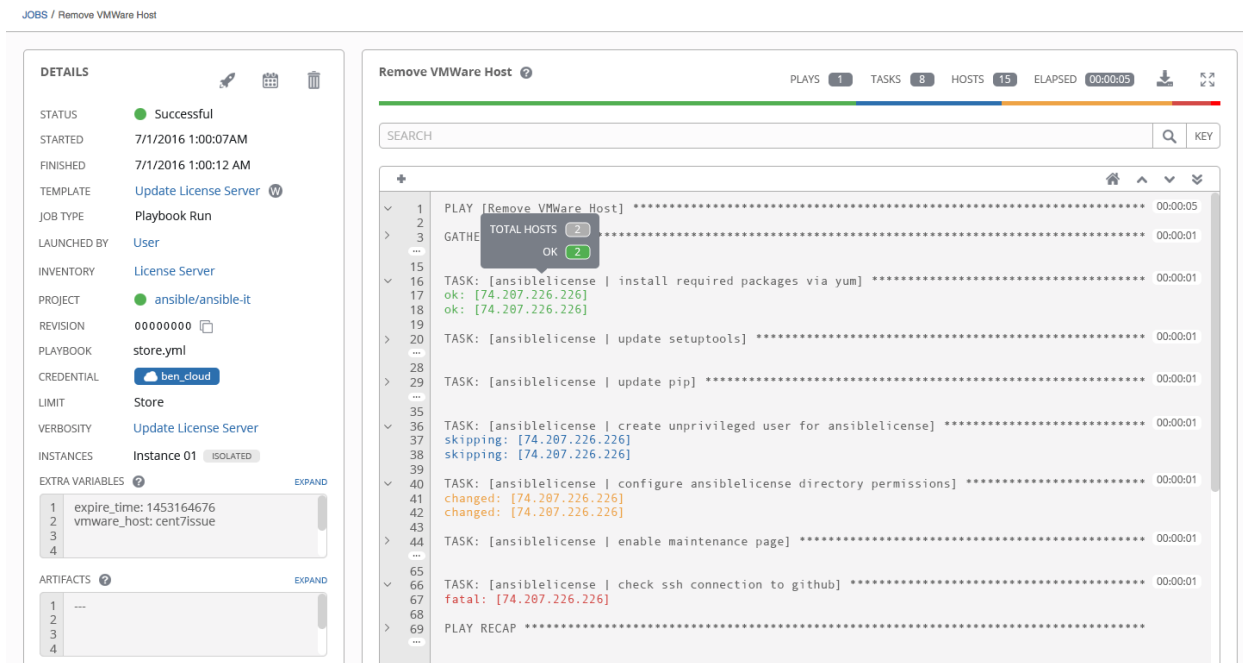 JOBS / Remove VMWare Host
DETAILS
STATUS Successful
STARTED 7/1/2016 1:00:07AM
FINISHED 7/1/2016 1:00:12 AM
TEMPLATE Update License Server W
JOB TYPE Playbook Run
LAUNCHED BY User
INVENTORY License Server
PROJECT ansible/ansible-it
REVISION 00000000
PLAYBOOK store.yml
CREDENTIAL ben_cloud
LIMIT Store
VERBOSITY Update License Server
INSTANCES Instance 01 ISOLATED
EXTRA VARIABLES ? EXPAND
1 expire_time: 1453164676
2 vmware_host: cent7issue
3
4
ARTIFACTS ? EXPAND
1 ---
2
3
4
Remove VMWare Host ? PLAYS 1 TASKS 8 HOSTS 15 ELAPSED 00:00:05
SEARCH KEY
1 PLAY [Remove VMWare Host] *********************************************************************** 00:00:05
2
TOTAL HOSTS 2
3 GATHE **************************************************************************** 00:00:01
...
OK 2
15
16 TASK: [ansiblelicense | install required packages via yum] ************************************** 00:00:01
17 ok: [74.207.226.226]
18 ok: [74.207.226.226]
19
20 TASK: [ansiblelicense | update setuptools] ****************************************************** 00:00:01
...
28
29 TASK: [ansiblelicense | update pip] ************************************************************* 00:00:01
...
35
36 TASK: [ansiblelicense | create unprivileged user for ansiblelicense] **************************** 00:00:01
37 skipping: [74.207.226.226]
38 skipping: [74.207.226.226]
39
40 TASK: [ansiblelicense | configure ansiblelicense directory permissions] ************************* 00:00:01
41 changed: [74.207.226.226]
42 changed: [74.207.226.226]
43
44 TASK: [ansiblelicense | enable maintenance page] ************************************************ 00:00:01
...
65
66 TASK: [ansiblelicense | check ssh connection to github] ***************************************** 00:00:01
67 fatal: [74.207.226.226]
68
69 PLAY RECAP **************************************************************************************
...